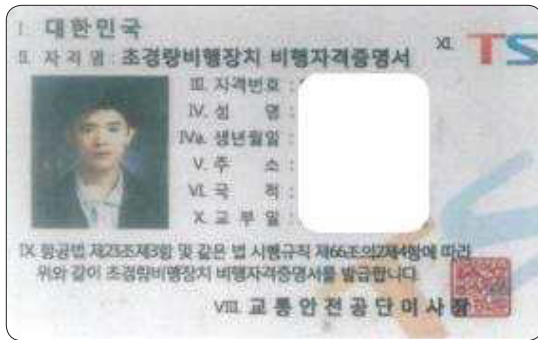 I. 대한민국
II. 자격명 : 초경량비행장치 비행자격증명서
XI. TS
III. 자격번호 :
IV. 성 명 :
IVa. 생년월일 :
V. 주 소 :
VI. 국 적 :
X. 교 부 일 :
IX. 항공법 제23조제3항 및 같은 법 시행규칙 제66조의2제4항에 따라
위와 같이 초경량비행장치 비행자격증명서를 발급합니다.
VIII. 교통안전공단이사장